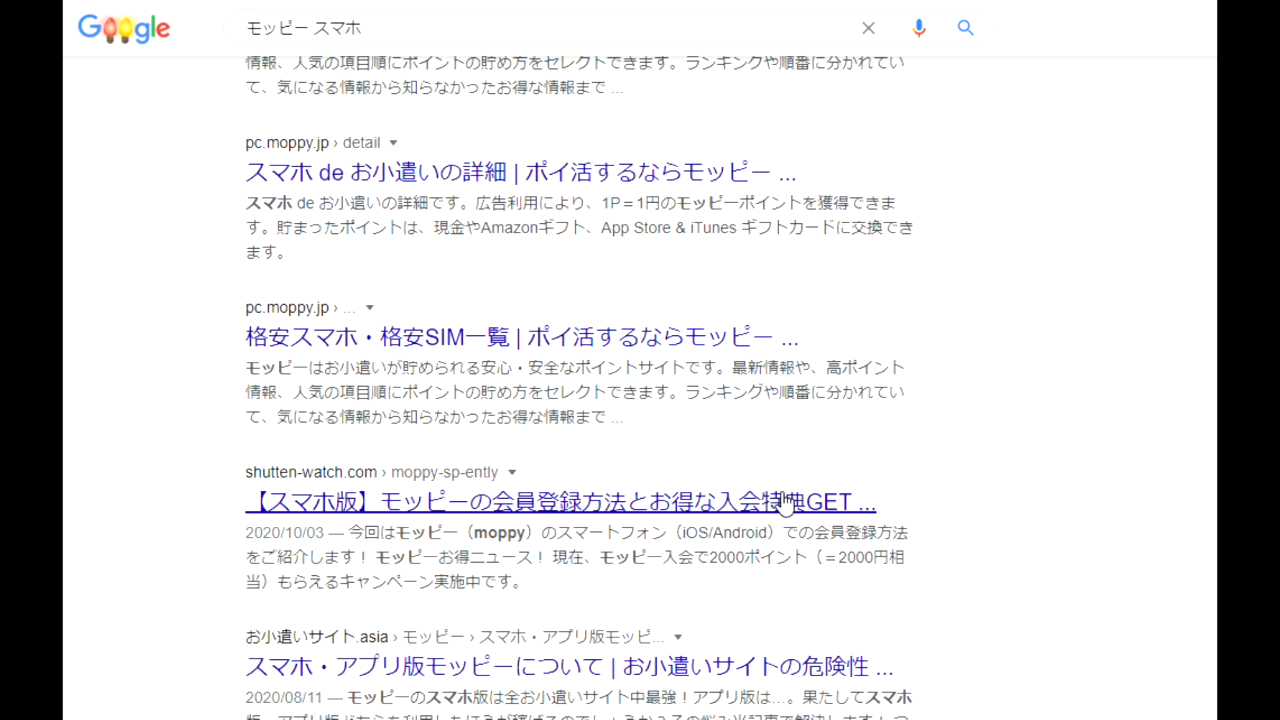 Google
モッピー スマホ
情報、人気の項目順にポイントの貯め方をセレクトできます。ランキングや順番に分かれてい
て、気になる情報から知らなかったお得な情報まで ...
pc.moppy.jp › detail
スマホ de お小遣いの詳細 | ポイ活するならモッピー ...
スマホ de お小遣いの詳細です。広告利用により、1P＝1円のモッピーポイントを獲得できま
す。貯まったポイントは、現金やAmazonギフト、App Store & iTunes ギフトカードに交換でき
ます。
pc.moppy.jp › ...
格安スマホ・格安SIM一覧 | ポイ活するならモッピー ...
モッピーはお小遣いが貯められる安心・安全なポイントサイトです。最新情報や、高ポイント
情報、人気の項目順にポイントの貯め方をセレクトできます。ランキングや順番に分かれてい
て、気になる情報から知らなかったお得な情報まで ...
shutten-watch.com › moppy-sp-ently
【スマホ版】モッピーの会員登録方法とお得な入会特典GET ...
2020/10/03 — 今回はモッピー（moppy）のスマートフォン（iOS/Android）での会員登録方法
をご紹介します！ モッピーお得ニュース！ 現在、モッピー入会で2000ポイント（＝2000円相
当）もらえるキャンペーン実施中です。
お小遣いサイト.asia › モッピー › スマホ・アプリ版モッピ...
スマホ・アプリ版モッピーについて | お小遣いサイトの危険性 ...
2020/08/11 — モッピーのスマホ版は全お小遣いサイト中最強！アプリ版は…。果たしてスマホ